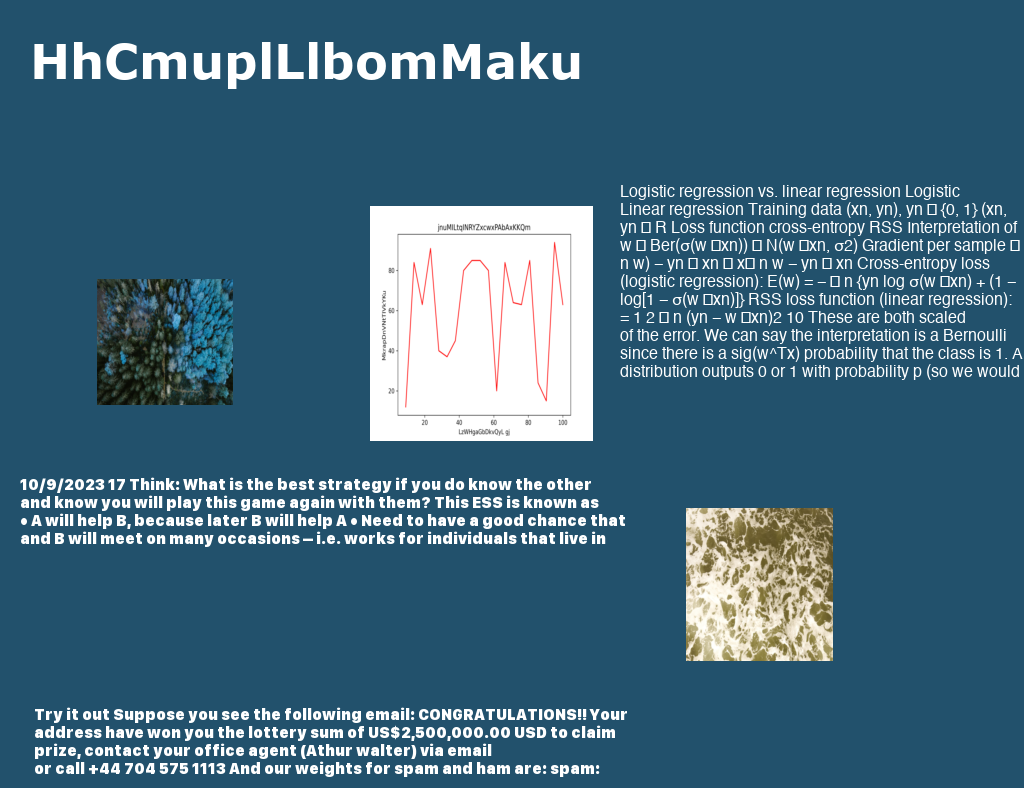 HhCmuplLlbomMaku
Logistic regression vs. linear regression Logistic
Linear regression Training data (xn, yn), yn □ {0, 1} (xn,
yn □ R Loss function cross-entropy RSS Interpretation of
w □ Ber(σ(w □xn)) □ N(w □xn, σ2) Gradient per sample □
n w) − yn □ xn □ x□ n w − yn □ xn Cross-entropy loss
(logistic regression): E(w) = − □ n {yn log σ(w □xn) + (1 −
log[1 − σ(w □xn)]} RSS loss function (linear regression):
= 1 2 □ n (yn − w □xn)2 10 These are both scaled
of the error. We can say the interpretation is a Bernoulli
since there is a sig(w^Tx) probability that the class is 1. A
distribution outputs 0 or 1 with probability p (so we would
jnuMILtqINRYZxcwxPAbAxKKQm
80
60
40
20
20 40 60 80 100
LzWHgaGbDkvQyL gj
10/9/2023 17 Think: What is the best strategy if you do know the other
and know you will play this game again with them? This ESS is known as
• A will help B, because later B will help A • Need to have a good chance that
and B will meet on many occasions – i.e. works for individuals that live in
Try it out Suppose you see the following email: CONGRATULATIONS!! Your
address have won you the lottery sum of US$2,500,000.00 USD to claim
prize, contact your office agent (Athur walter) via email
or call +44 704 575 1113 And our weights for spam and ham are: spam: